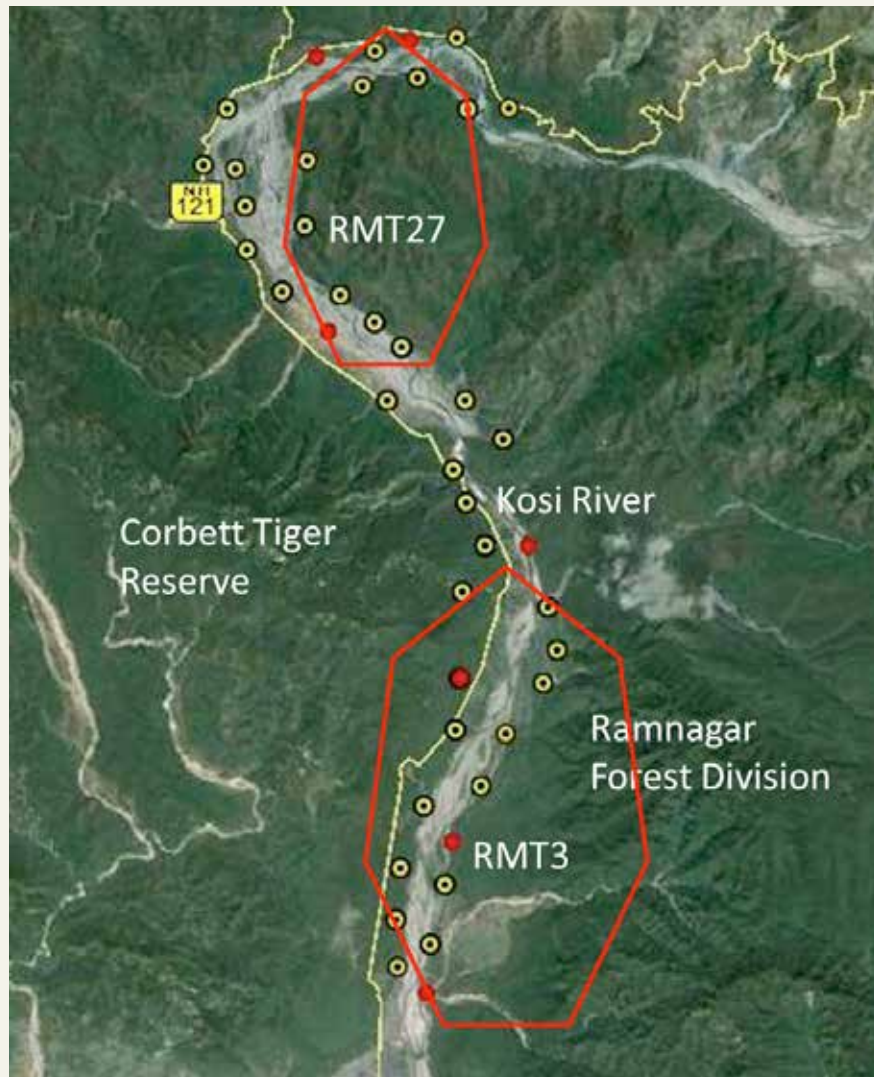 NH
121
RMT27
Kosi River
Corbett Tiger
Reserve
Ramnagar
Forest Division
RMT3